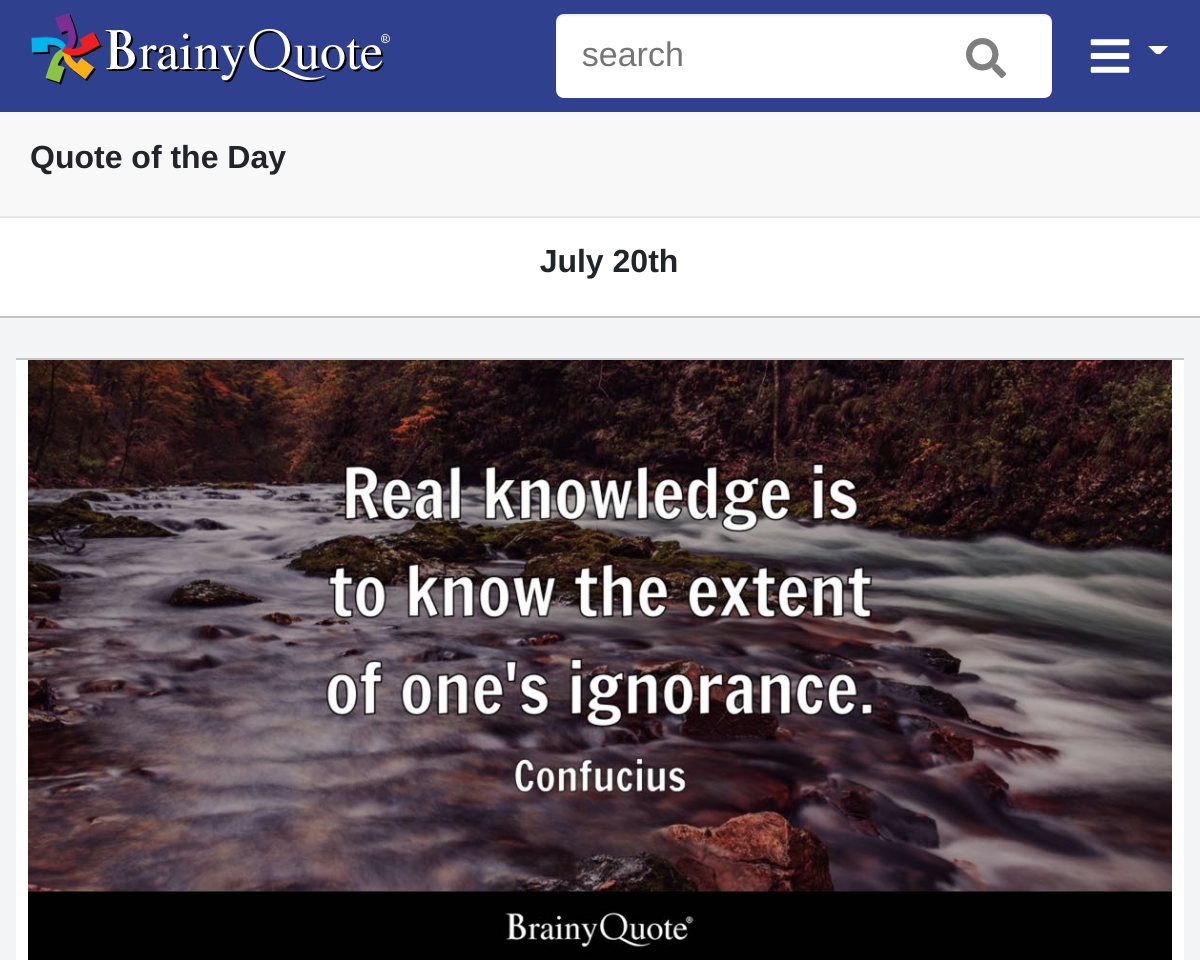 BrainyQuote®
search
Quote of the Day
July 20th
Real knowledge is
to know the extent
of one's ignorance.
Confucius
BrainyQuote®